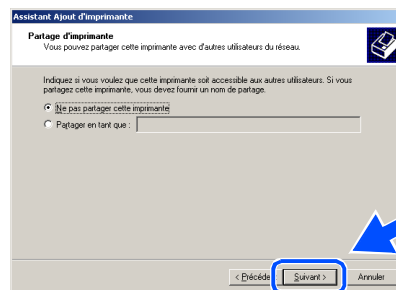 Assistant Ajout d'imprimante
Partage d'imprimante
Vous pouvez partager cette imprimante avec d'autres utilisateurs du réseau.
Indiquez si vous voulez que cette imprimante soit accessible aux autres utilisateurs. Si vous
partagez cette imprimante, vous devez fournir un nom de partage.
Ne pas partager cette imprimante
Partager en tant que :
< Précéde Suivant > Annuler